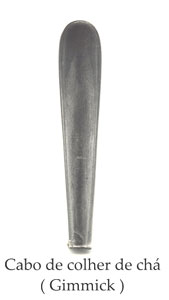 Cabo de colher de chá
( Gimmick )